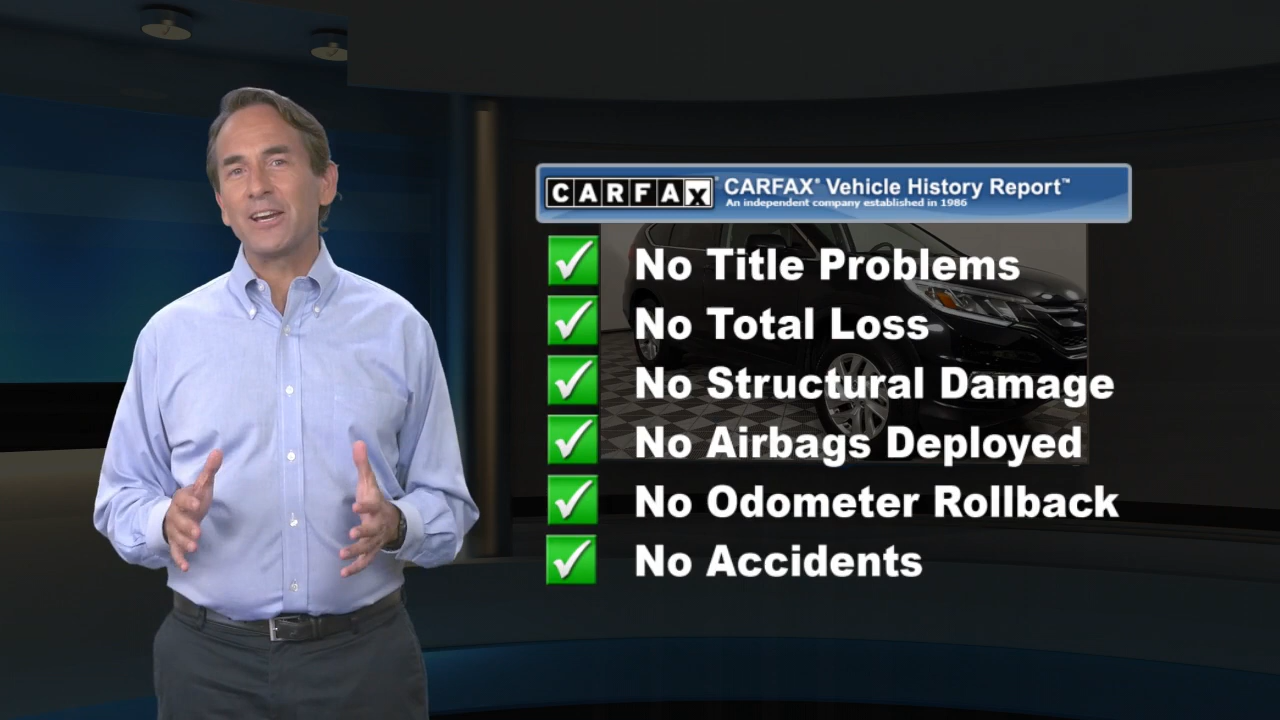 CARFAX® CARFAX® Vehicle History Report™
An independent company established in 1986
No Title Problems
No Total Loss
No Structural Damage
No Airbags Deployed
No Odometer Rollback
No Accidents